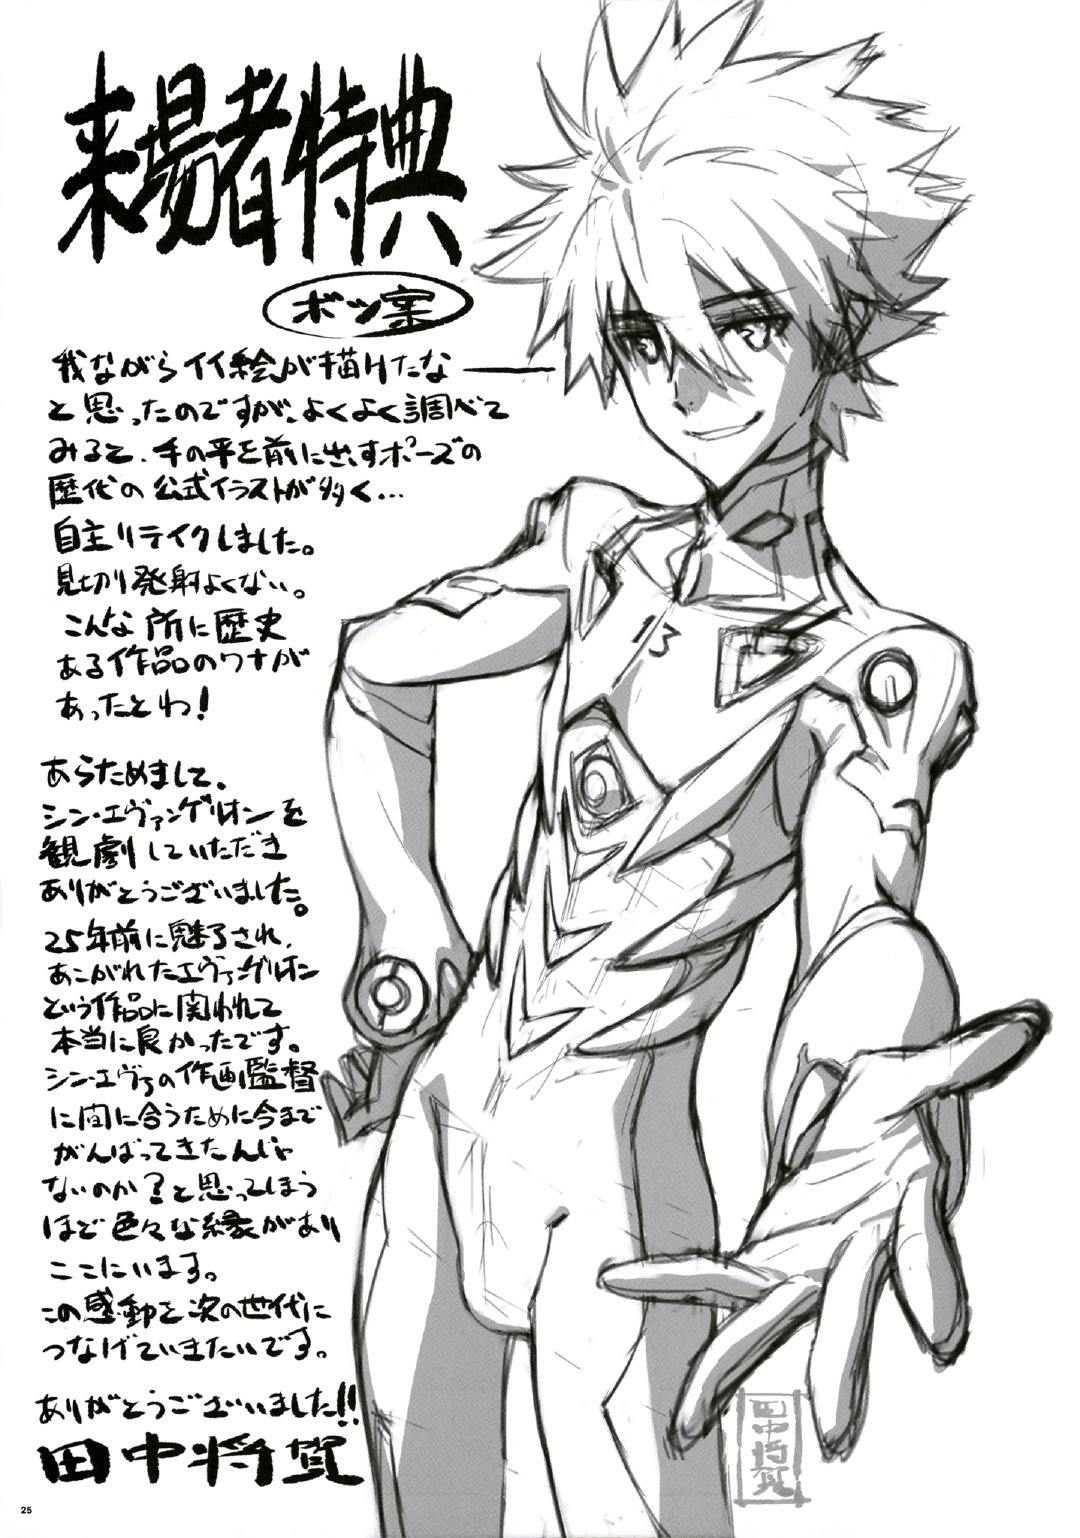 来場者特典
ボツ案
我ながらイイ絵が描けたな
と思ったのですが、よくよく調べて
みると、手の平を前に出すポーズの
歴代の公式イラストが多く…
自主リテイクしました。
見切り発射よくない。
こんな所に歴史
ある作品のワナが
あったとわ!
あらためまして、
シン・エヴァンゲリオンを
観劇していただき
ありがとうございました。
25年前に魅了され、
あこがれたエヴァンゲリオン
という作品に関われて
本当に良かったです。
シン・エヴァの作画監督
に間に合うために今まで
がんばってきたんじゃ
ないのか?と思ってしまう
ほど色々な縁があり
ここにいます。
この感動を次の世代に
つなげていきたいです。
ありがとうございました!!
田中将賀
13
田中将賀
25